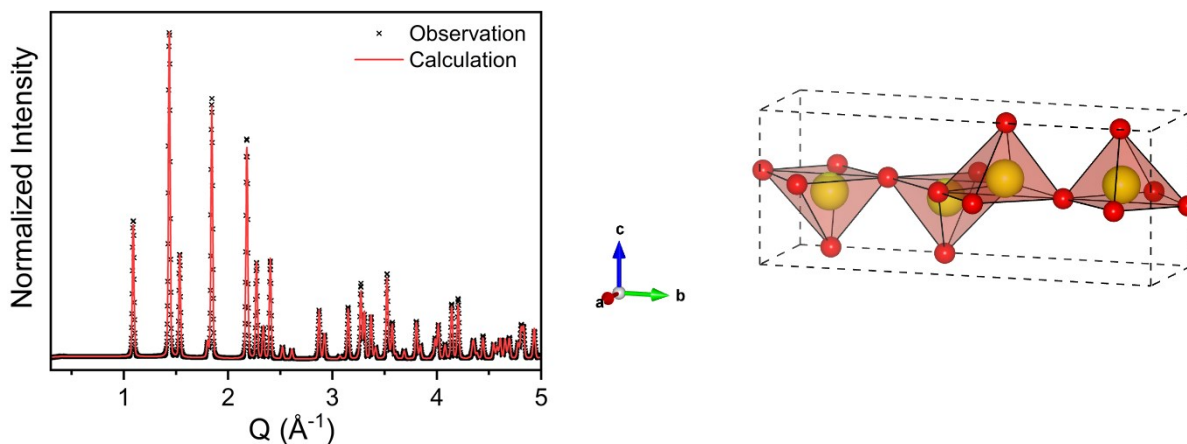 Normalized Intensity
× Observation
Calculation
1 2 3 4 5
Q (Å-1)
c
a b